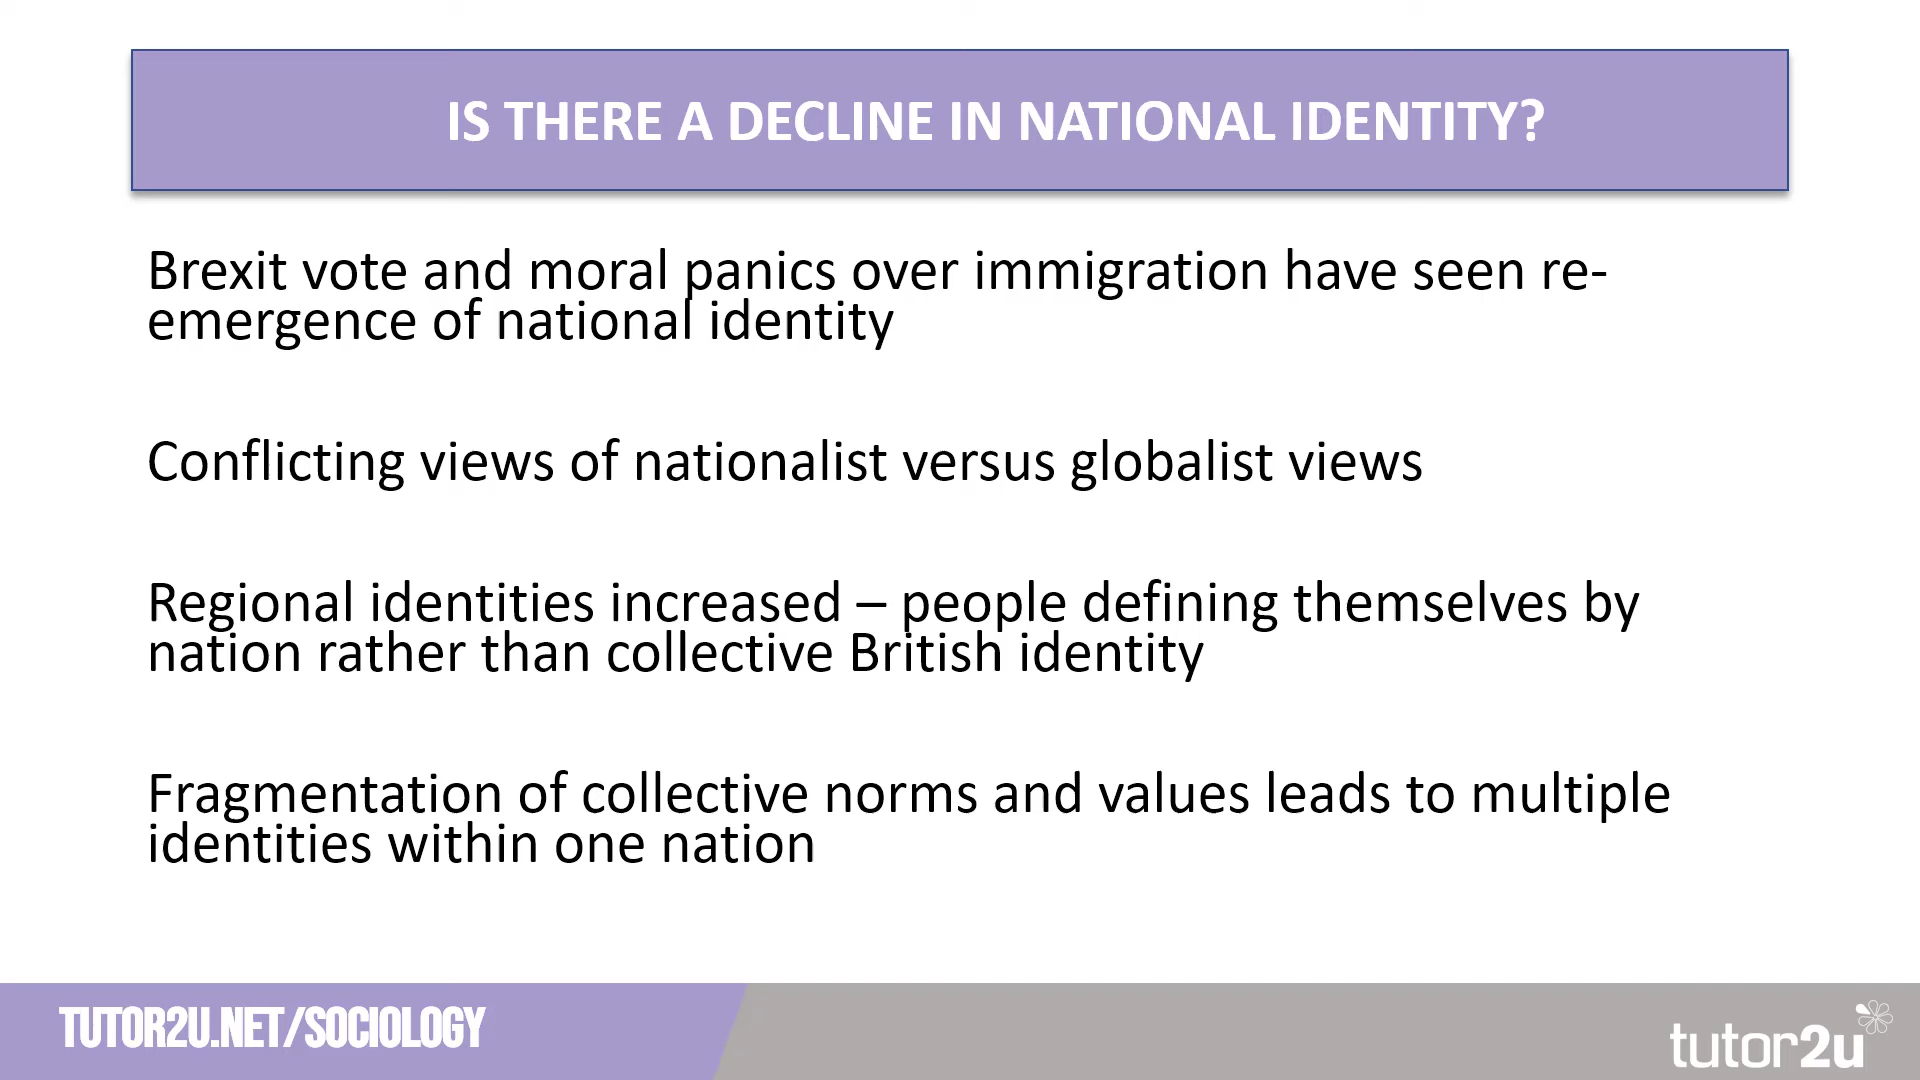 IS THERE A DECLINE IN NATIONAL IDENTITY?
Brexit vote and moral panics over immigration have seen re-
emergence of national identity
Conflicting views of nationalist versus globalist views
Regional identities increased – people defining themselves by
nation rather than collective British identity
Fragmentation of collective norms and values leads to multiple
identities within one nation
TUTOR2U.NET/SOCIOLOGY
tutor2u